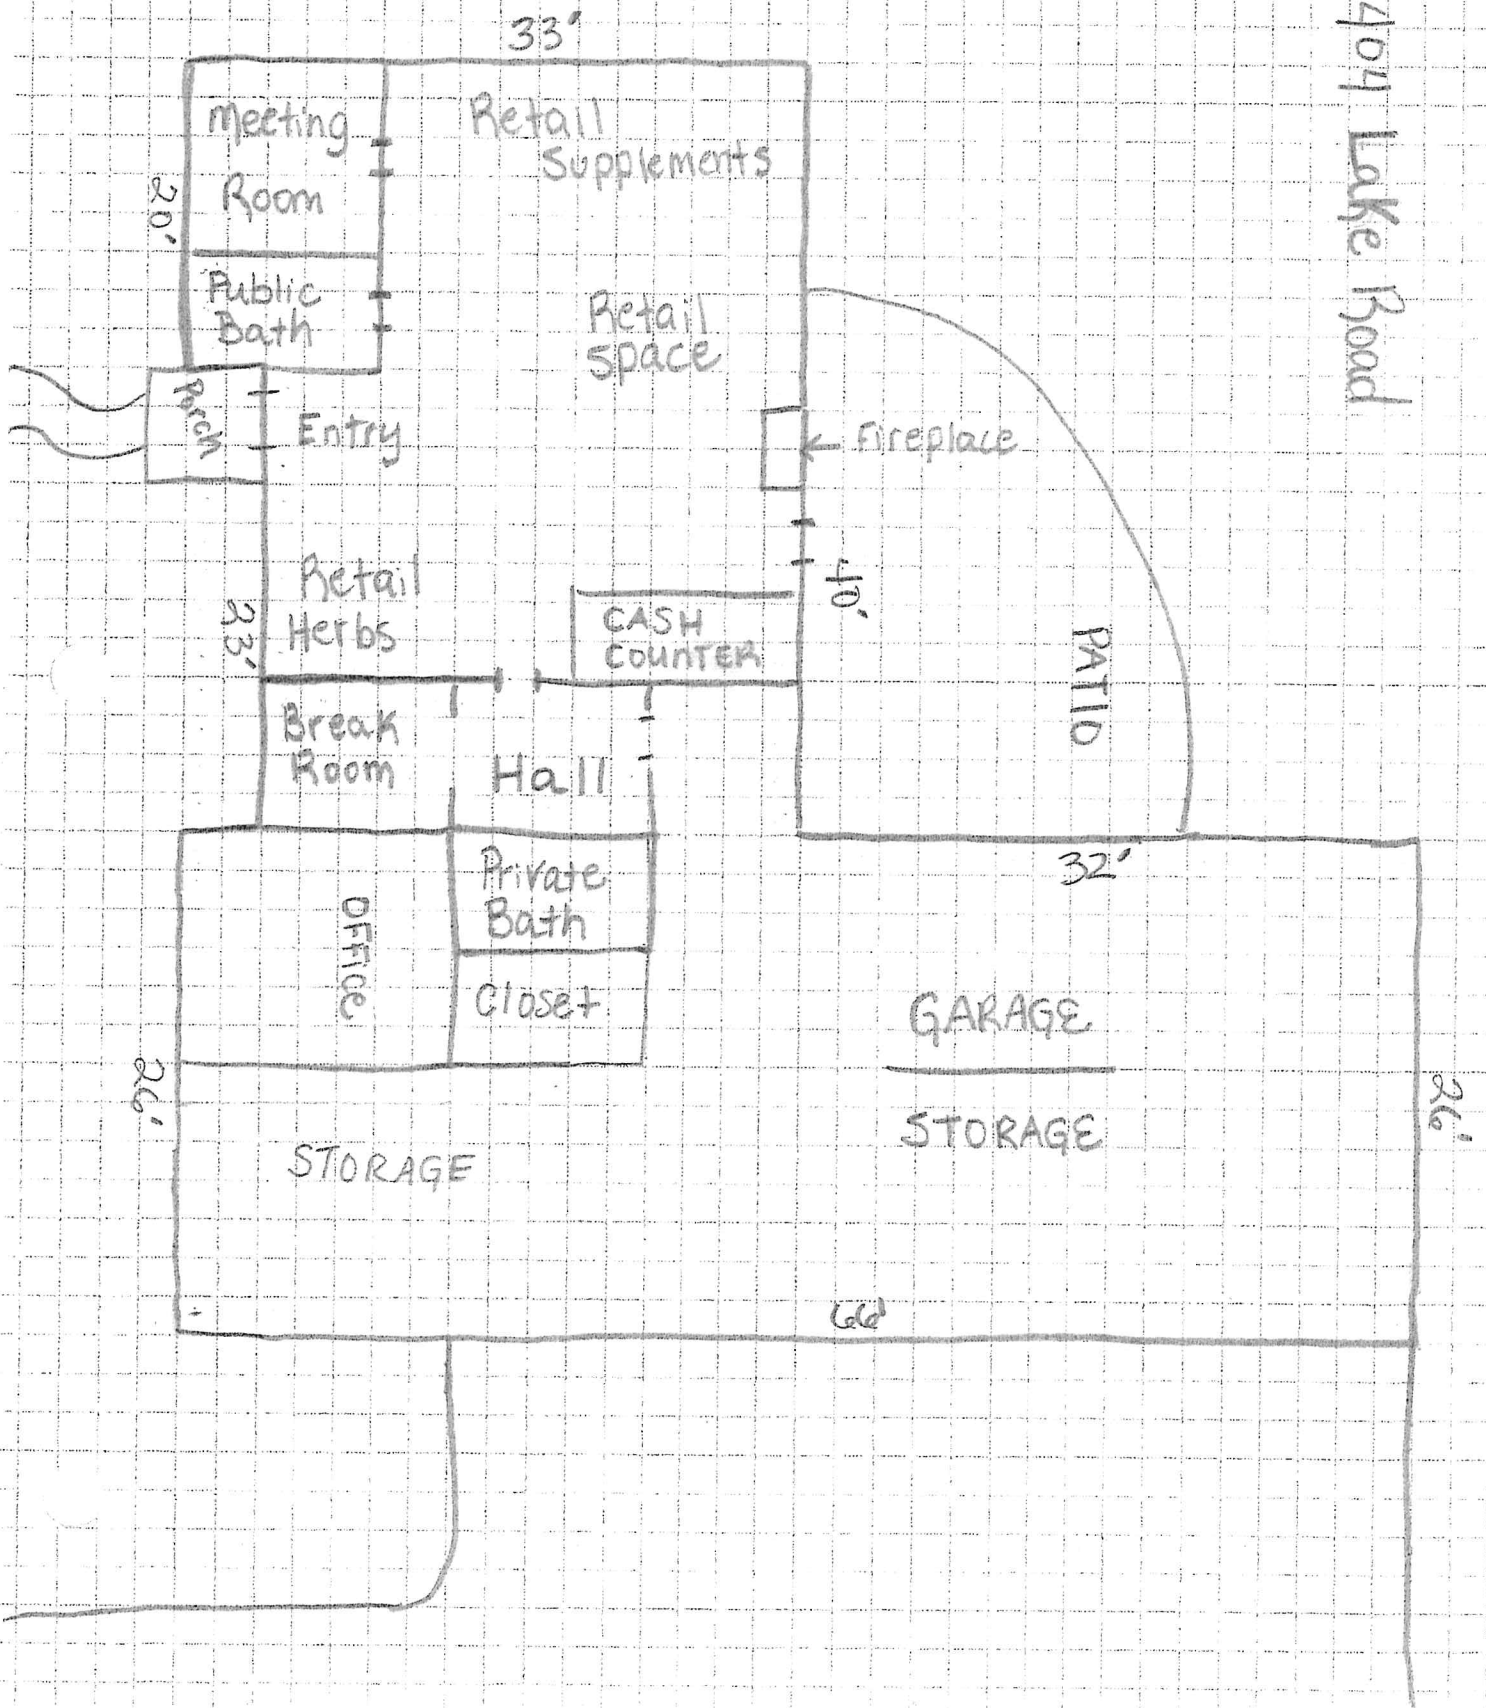 33'
404 Lake Road
Meeting
Room
Retail
Supplements
20'
Public
Bath
Retail
Space
Porch
Entry
Fireplace
Retail
Herbs
23'
CASH
COUNTER
40'
PATIO
Break
Room
Hall
32'
OFFICE
Private
Bath
Closet
GARAGE
STORAGE
26'
STORAGE
26'
66'